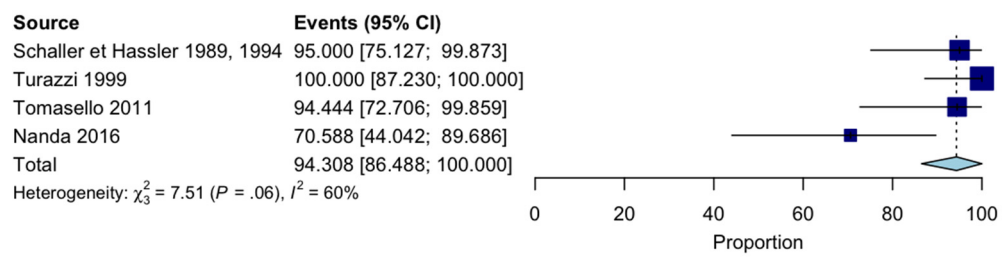 Source Events (95% CI)
Schaller et Hassler 1989, 1994 95.000 [75.127; 99.873]
Turazzi 1999 100.000 [87.230; 100.000]
Tomasello 2011 94.444 [72.706; 99.859]
Nanda 2016 70.588 [44.042; 89.686]
Total 94.308 [86.488; 100.000]
Heterogeneity: χ²₃ = 7.51 (P = .06), I² = 60%
0 20 40 60 80 100
Proportion